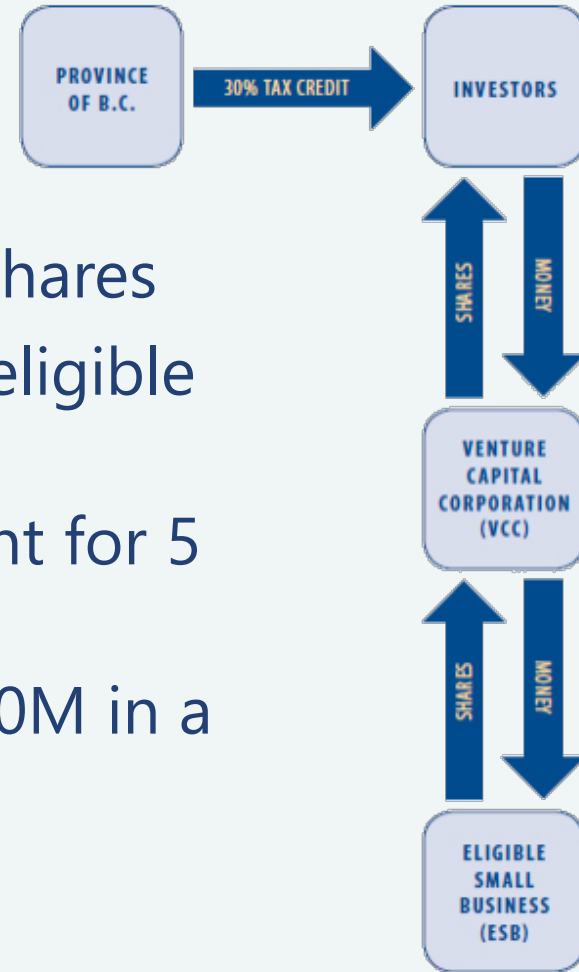 PROVINCE
OF B.C.
30% TAX CREDIT
INVESTORS
hares
eligible
nt for 5
0M in a
SHARES
MONEY
VENTURE
CAPITAL
CORPORATION
(VCC)
SHARES
MONEY
ELIGIBLE
SMALL
BUSINESS
(ESB)